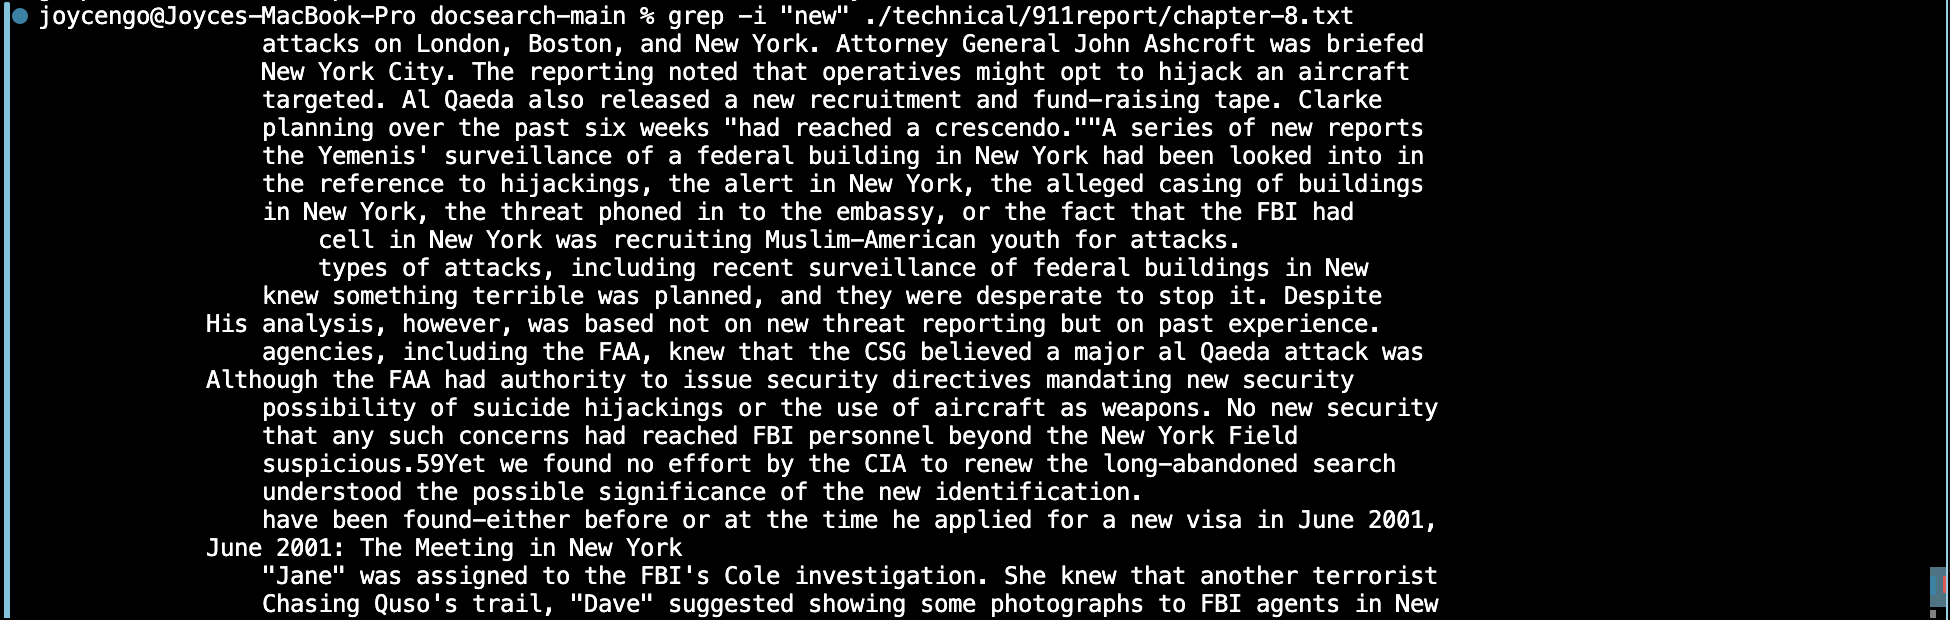 joycengo@Joyces-MacBook-Pro docsearch-main % grep -i "new" ./technical/911report/chapter-8.txt
attacks on London, Boston, and New York. Attorney General John Ashcroft was briefed
New York City. The reporting noted that operatives might opt to hijack an aircraft
targeted. Al Qaeda also released a new recruitment and fund-raising tape. Clarke
planning over the past six weeks "had reached a crescendo.""A series of new reports
the Yemenis' surveillance of a federal building in New York had been looked into in
the reference to hijackings, the alert in New York, the alleged casing of buildings
in New York, the threat phoned in to the embassy, or the fact that the FBI had
cell in New York was recruiting Muslim-American youth for attacks.
types of attacks, including recent surveillance of federal buildings in New
knew something terrible was planned, and they were desperate to stop it. Despite
His analysis, however, was based not on new threat reporting but on past experience.
agencies, including the FAA, knew that the CSG believed a major al Qaeda attack was
Although the FAA had authority to issue security directives mandating new security
possibility of suicide hijackings or the use of aircraft as weapons. No new security
that any such concerns had reached FBI personnel beyond the New York Field
suspicious.59Yet we found no effort by the CIA to renew the long-abandoned search
understood the possible significance of the new identification.
have been found-either before or at the time he applied for a new visa in June 2001,
June 2001: The Meeting in New York
"Jane" was assigned to the FBI's Cole investigation. She knew that another terrorist
Chasing Quso's trail, "Dave" suggested showing some photographs to FBI agents in New